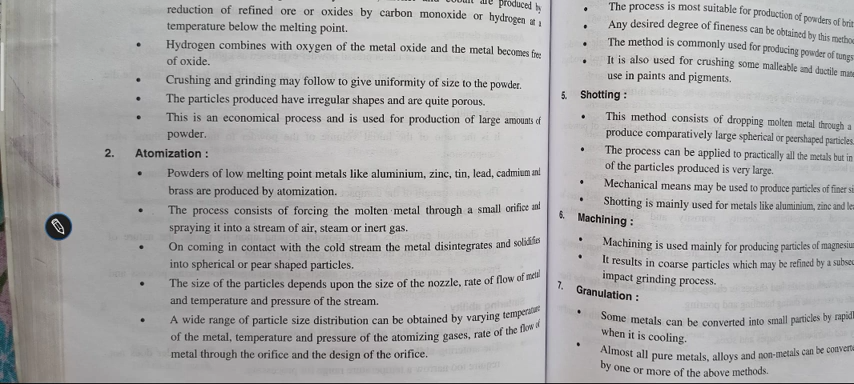 produced by
reduction of refined ore or oxides by carbon monoxide or hydrogen at a
temperature below the melting point.
• Hydrogen combines with oxygen of the metal oxide and the metal becomes free
of oxide.
• Crushing and grinding may follow to give uniformity of size to the powder.
• The particles produced have irregular shapes and are quite porous.
• This is an economical process and is used for production of large amounts of
powder.
2. Atomization :
• Powders of low melting point metals like aluminium, zinc, tin, lead, cadmium and
brass are produced by atomization.
• The process consists of forcing the molten metal through a small orifice and
spraying it into a stream of air, steam or inert gas.
• On coming in contact with the cold stream the metal disintegrates and solidifies
into spherical or pear shaped particles.
• The size of the particles depends upon the size of the nozzle, rate of flow of metal
and temperature and pressure of the stream.
• A wide range of particle size distribution can be obtained by varying temperature
of the metal, temperature and pressure of the atomizing gases, rate of the flow of
metal through the orifice and the design of the orifice.
• The process is most suitable for production of powders of brit
• Any desired degree of fineness can be obtained by this method
• The method is commonly used for producing powder of tungs
• It is also used for crushing some malleable and ductile mate
use in paints and pigments.
5. Shotting :
• This method consists of dropping molten metal through a
produce comparatively large spherical or pearshaped particles
• The process can be applied to practically all the metals but in
of the particles produced is very large.
• Mechanical means may be used to produce particles of finer si
• Shotting is mainly used for metals like aluminium, zinc and le
6. Machining :
• Machining is used mainly for producing particles of magnesiu
• It results in coarse particles which may be refined by a subse
impact grinding process.
7. Granulation :
• Some metals can be converted into small particles by rapidl
when it is cooling.
• Almost all pure metals, alloys and non-metals can be converte
by one or more of the above methods.